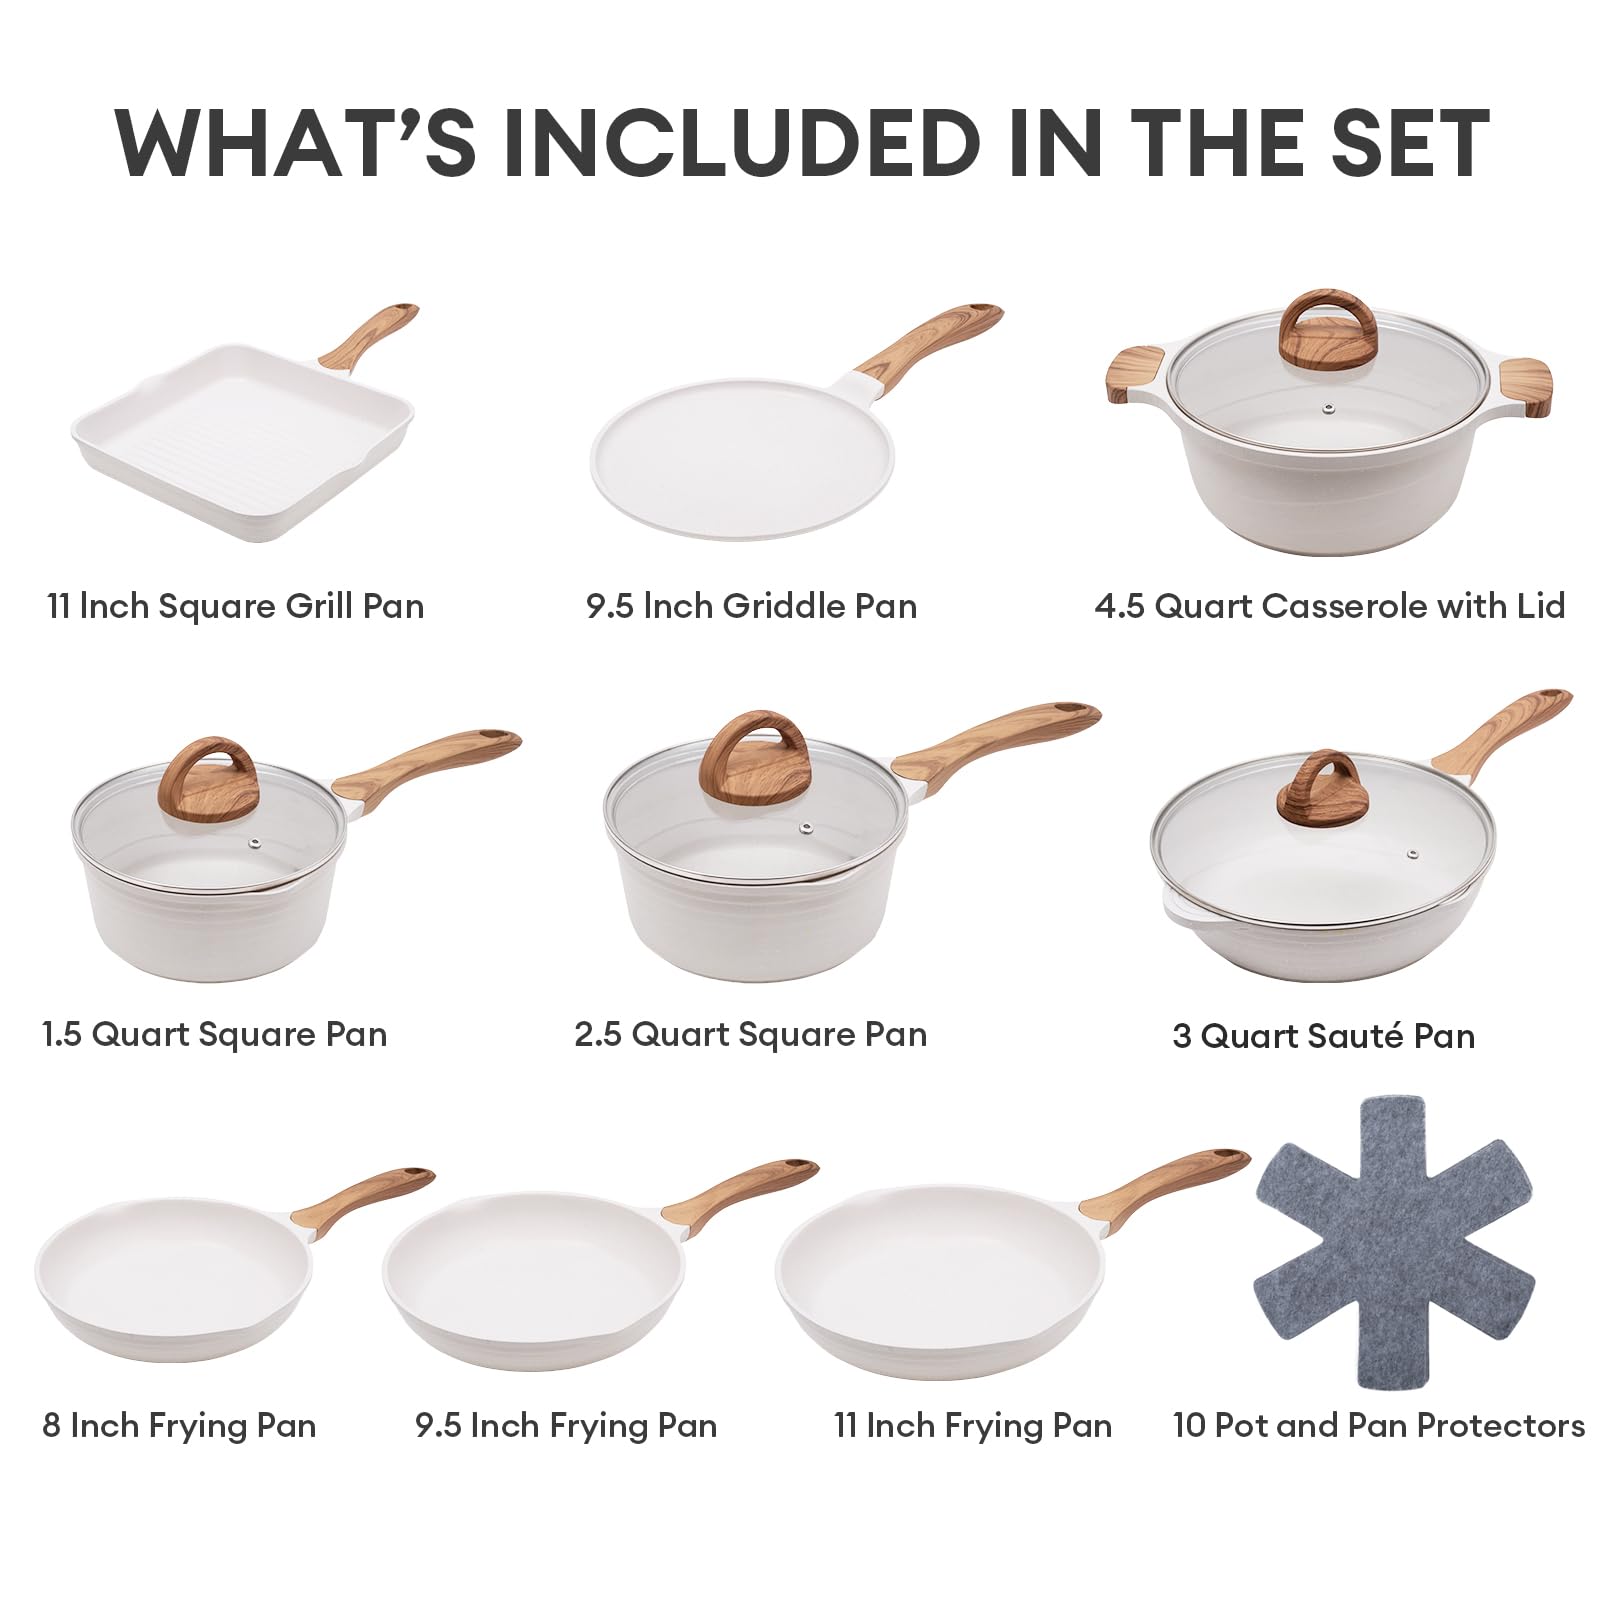 WHAT'S INCLUDED IN THE SET
11 Inch Square Grill Pan
9.5 Inch Griddle Pan
4.5 Quart Casserole with Lid
1.5 Quart Square Pan
2.5 Quart Square Pan
3 Quart Sauté Pan
8 Inch Frying Pan
9.5 Inch Frying Pan
11 Inch Frying Pan
10 Pot and Pan Protectors